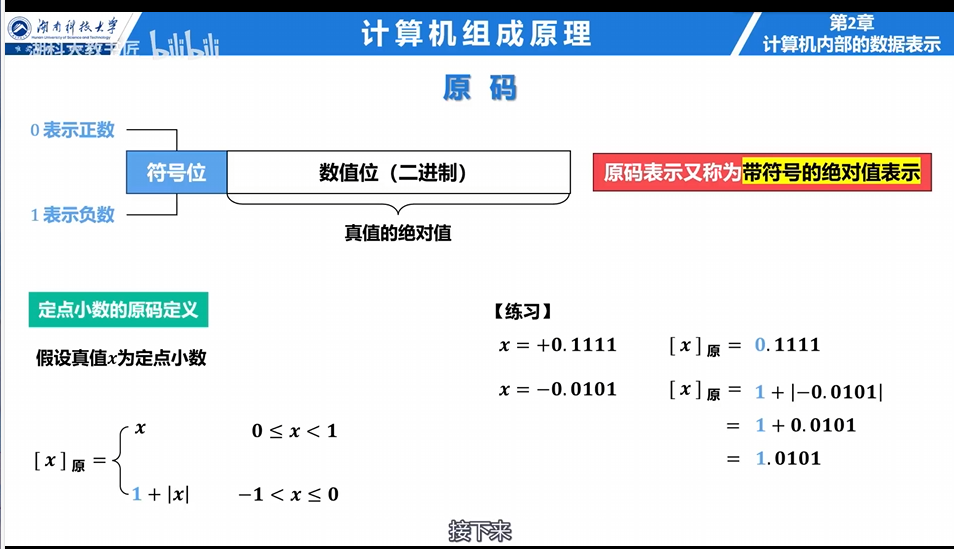 湖南科技大学
Hunan University of Science and Technology
湖科大教书匠 bilibili
计算机组成原理
第2章
计算机内部的数据表示
原 码
0 表示正数
符号位 数值位（二进制）
原码表示又称为带符号的绝对值表示
1 表示负数
真值的绝对值
定点小数的原码定义
假设真值x为定点小数
[x]原 = { x 0 ≤ x < 1
1 + |x| −1 < x ≤ 0
【练习】
x = +0.1111 [x]原 = 0.1111
x = −0.0101 [x]原 = 1 + |−0.0101|
= 1 + 0.0101
= 1.0101
接下来